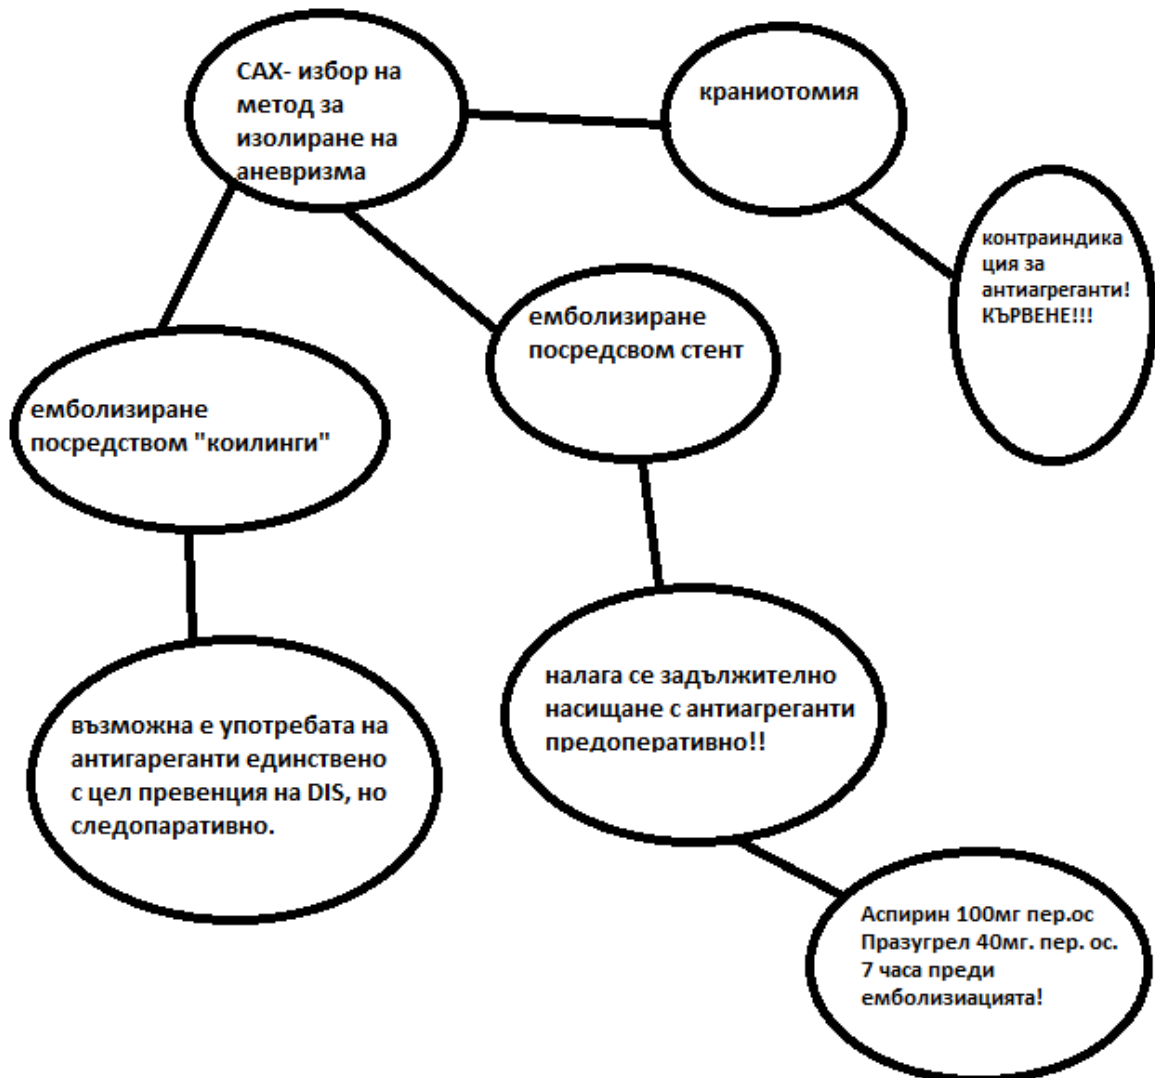 САХ- избор на
метод за
изолиране на
аневризма
краниотомия
контраиндика
ция за
антиагреганти!
КЪРВЕНЕ!!!
емболизиране
посредсвом стент
емболизиране
посредством "коилинги"
налага се задължително
насищане с антиагреганти
предоперативно!!
възможна е употребата на
антигареганти единствено
с цел превенция на DIS, но
следопаративно.
Аспирин 100мг пер.ос
Празугрел 40мг. пер. ос.
7 часа преди
емболизиацията!